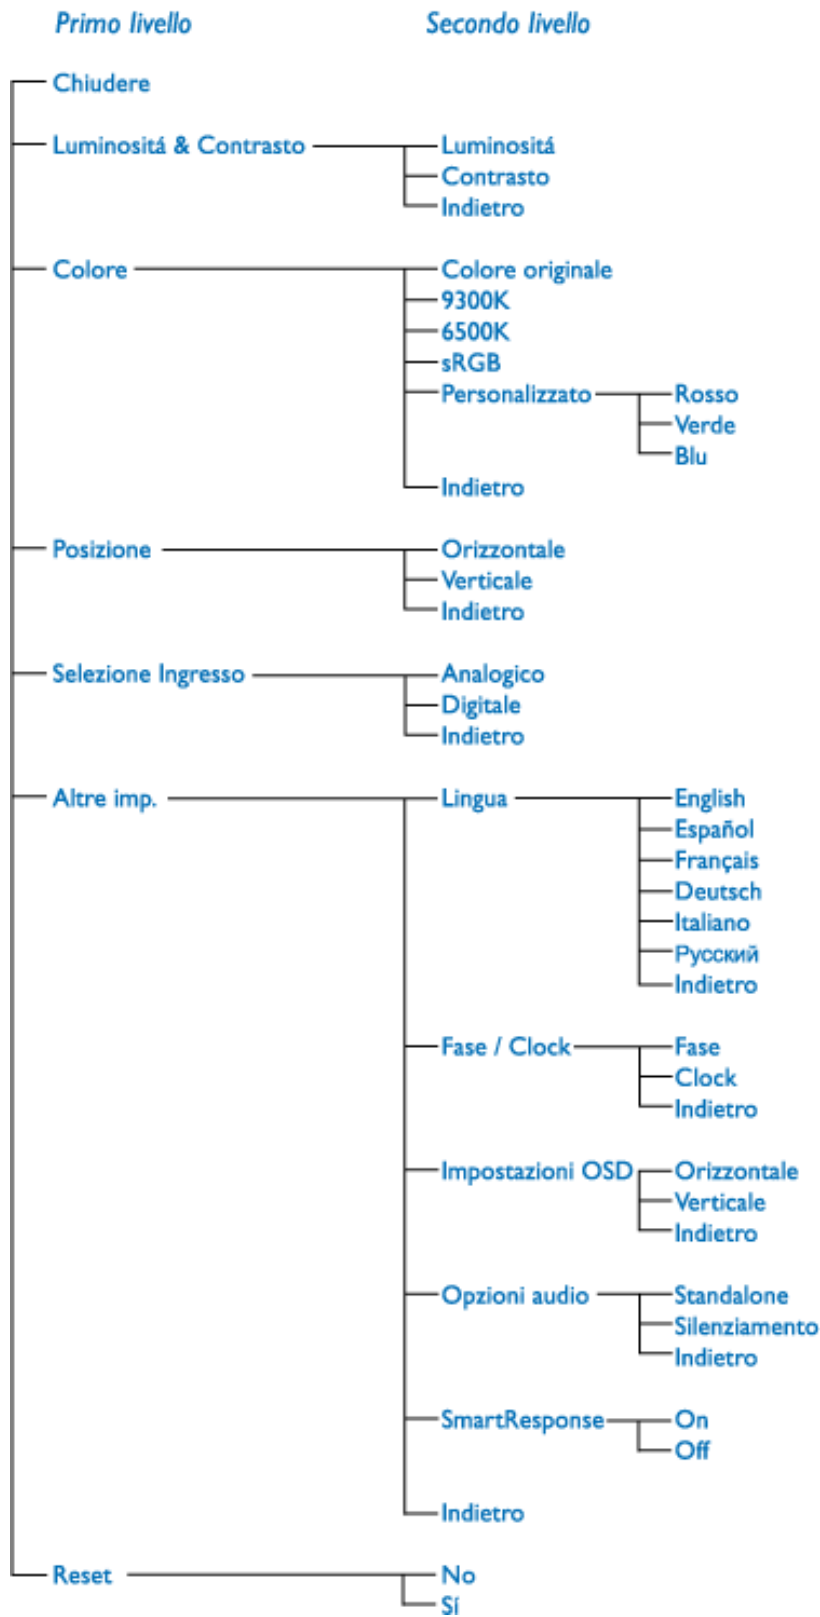 Primo livello Secondo livello
Chiudere
Luminositá & Contrasto Luminositá
Contrasto
Indietro
Colore Colore originale
9300K
6500K
sRGB
Personalizzato Rosso
Verde
Blu
Indietro
Posizione Orizzontale
Verticale
Indietro
Selezione Ingresso Analogico
Digitale
Indietro
Altre imp. Lingua English
Español
Français
Deutsch
Italiano
Русский
Indietro
Fase / Clock Fase
Clock
Indietro
Impostazioni OSD Orizzontale
Verticale
Indietro
Opzioni audio Standalone
Silenziamento
Indietro
SmartResponse On
Off
Indietro
Reset No
Sí